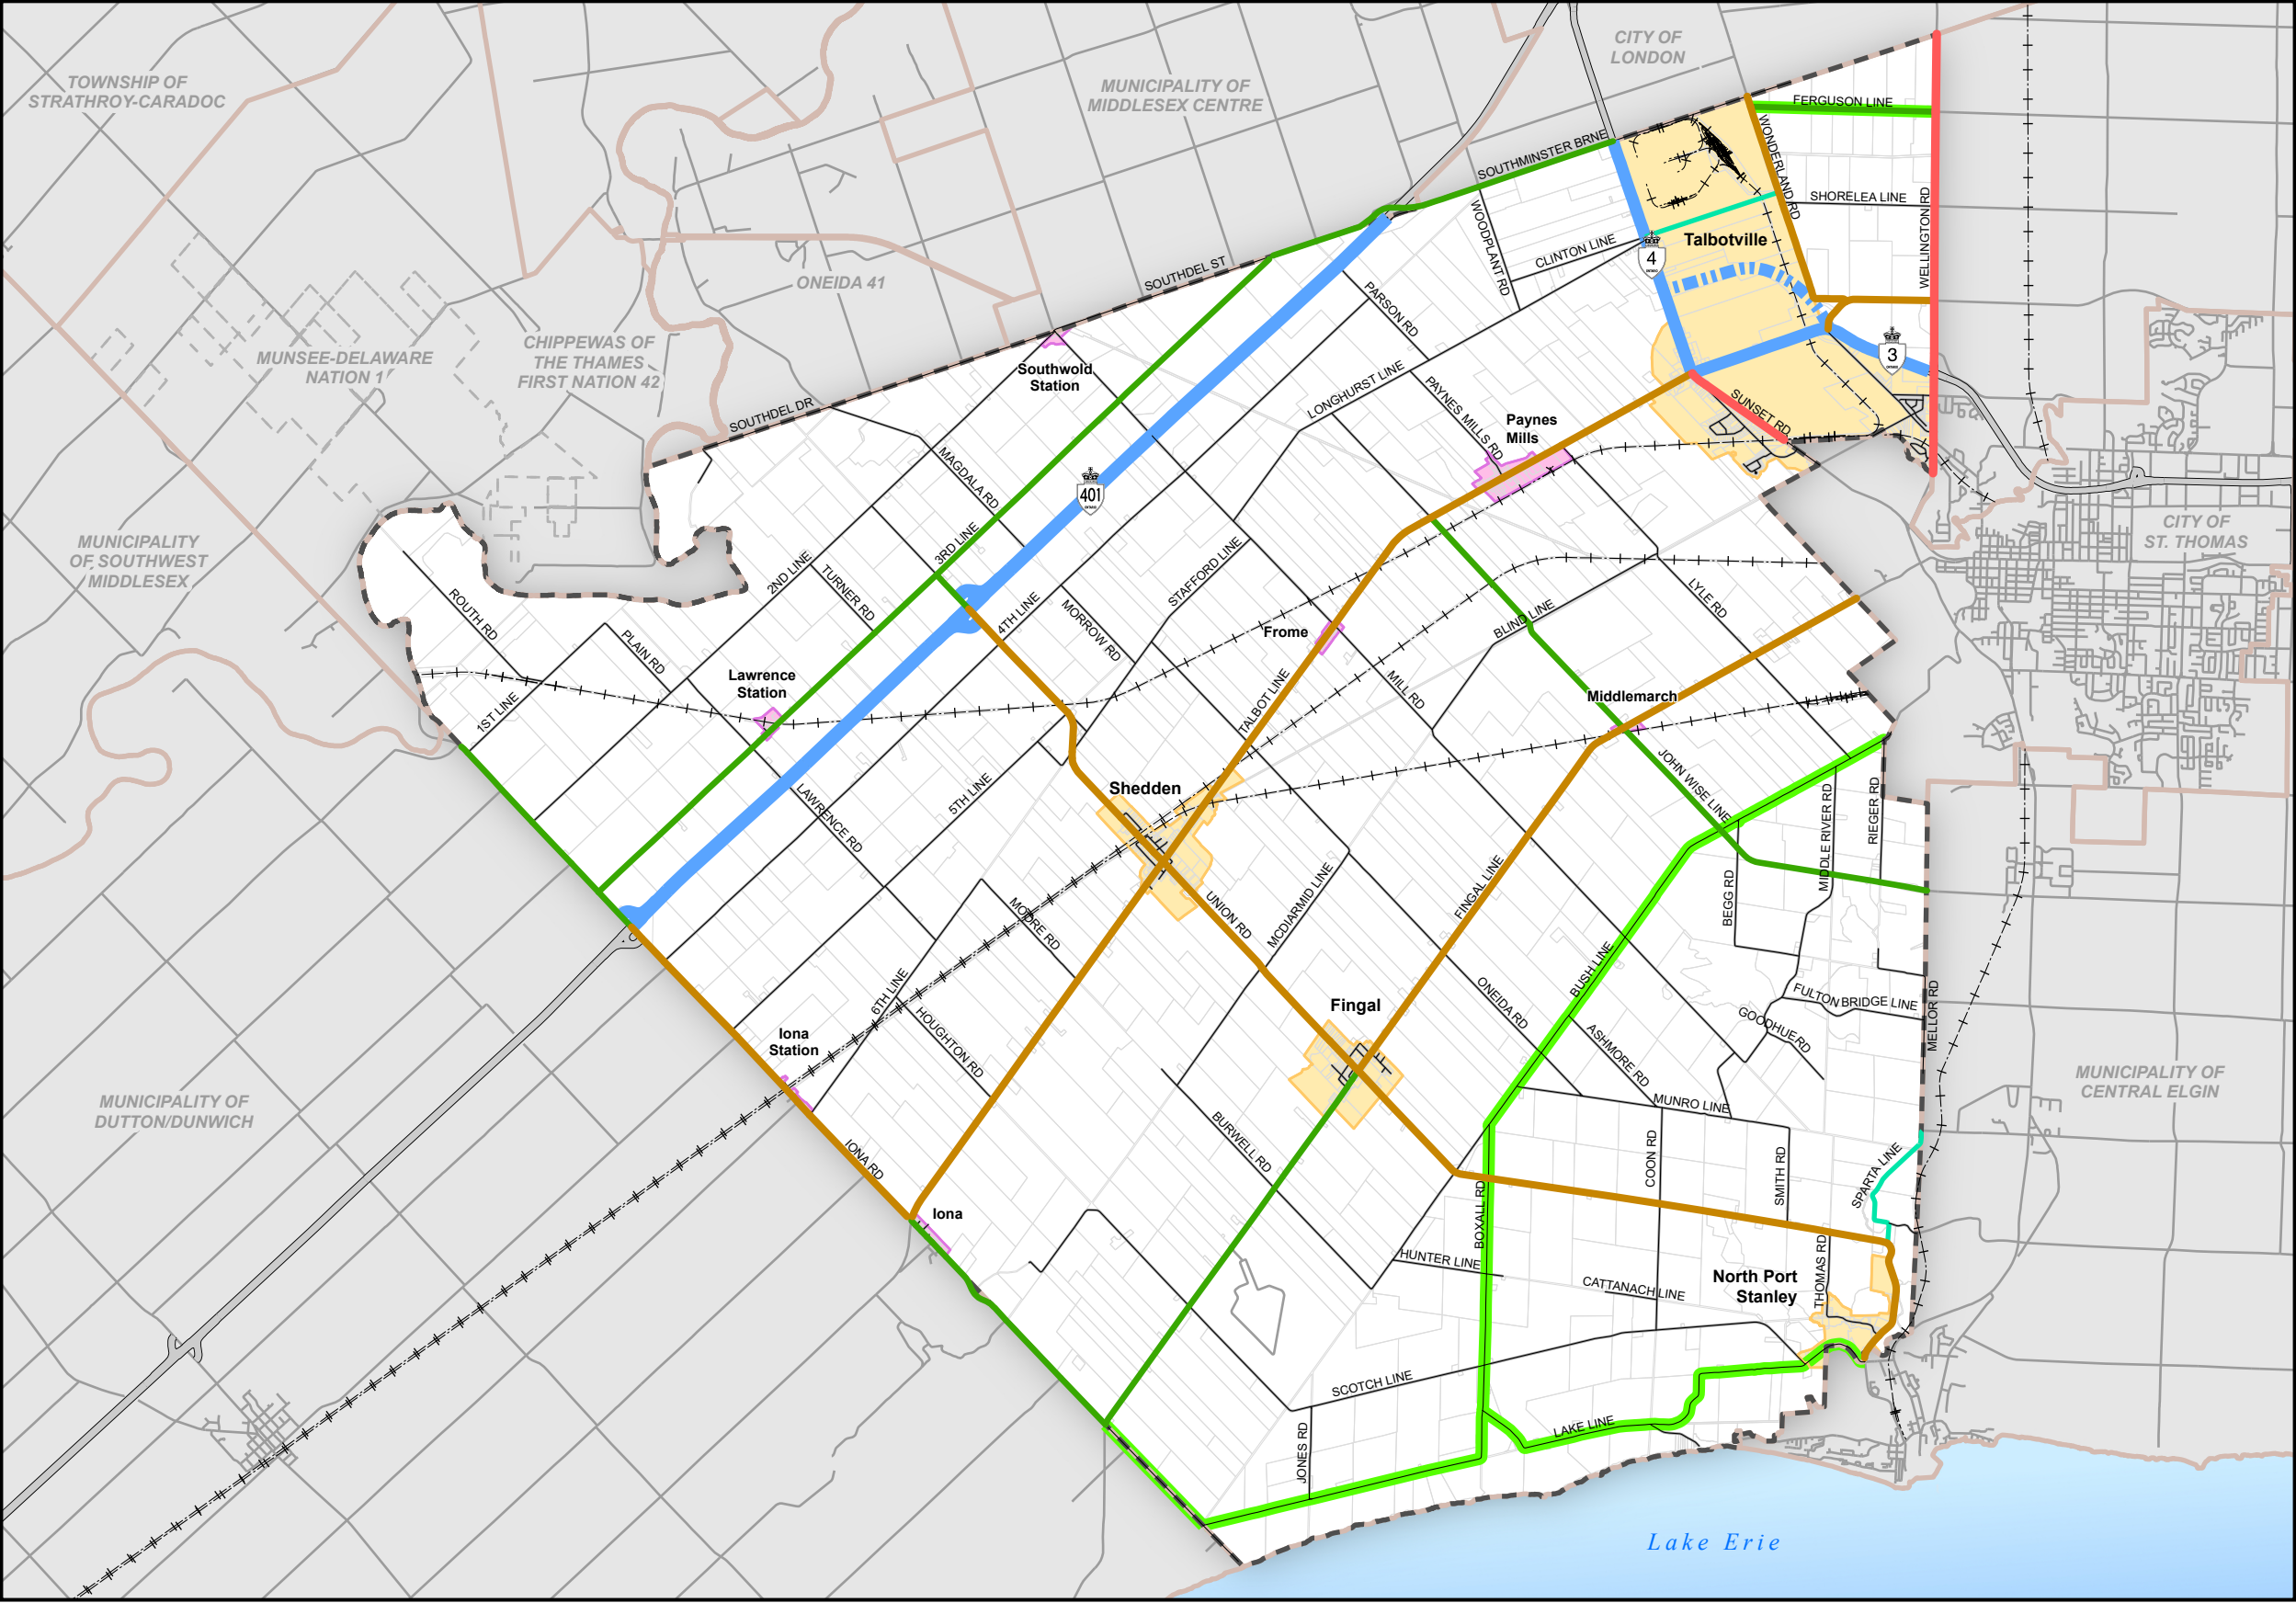 TOWNSHIP OF
STRATHROY-CARADOC
MUNICIPALITY OF
MIDDLESEX CENTRE
CITY OF
LONDON
FERGUSON LINE
WONDERLAND RD
SOUTHMINSTER BRNE
SHORELEA LINE
WELLINGTON RD
WOODPLANT RD
CLINTON LINE
Talbotville
4
ONTARIO
SOUTHDEL ST
ONEIDA 41
PARSON RD
CHIPPEWAS OF
THE THAMES
FIRST NATION 42
MUNSEE-DELAWARE
NATION 1
3
ONTARIO
Southwold
Station
LONGHURST LINE
PAYNES MILLS RD
SUNSET RD
SOUTHDEL DR
Paynes
Mills
MAGDALA RD
401
ONTARIO
CITY OF
ST. THOMAS
MUNICIPALITY
OF SOUTHWEST
MIDDLESEX
3RD LINE
2ND LINE
TURNER RD
STAFFORD LINE
4TH LINE
MORROW RD
ROUTH RD
PLAIN RD
Frome
BLIND LINE
LYLE RD
Lawrence
Station
1ST LINE
TALBOT LINE
MILL RD
Middlemarch
JOHN WISE LINE
Shedden
5TH LINE
LAWRENCE RD
MIDDLE RIVER RD
RIEGER RD
BEGG RD
MOORE RD
UNION RD
MCDIARMID LINE
FINGAL LINE
BUSH LINE
6TH LINE
HOUGHTON RD
Fingal
ONEIDA RD
FULTON BRIDGE LINE
GOODHUE RD
MELLOR RD
Iona
Station
ASHMORE RD
MUNRO LINE
MUNICIPALITY OF
CENTRAL ELGIN
MUNICIPALITY OF
DUTTON/DUNWICH
BURWELL RD
IONA RD
COON RD
SMITH RD
SPARTA LINE
Iona
BOXALL RD
HUNTER LINE
CATTANACH LINE
THOMAS RD
North Port
Stanley
SCOTCH LINE
LAKE LINE
JONES RD
Lake Erie